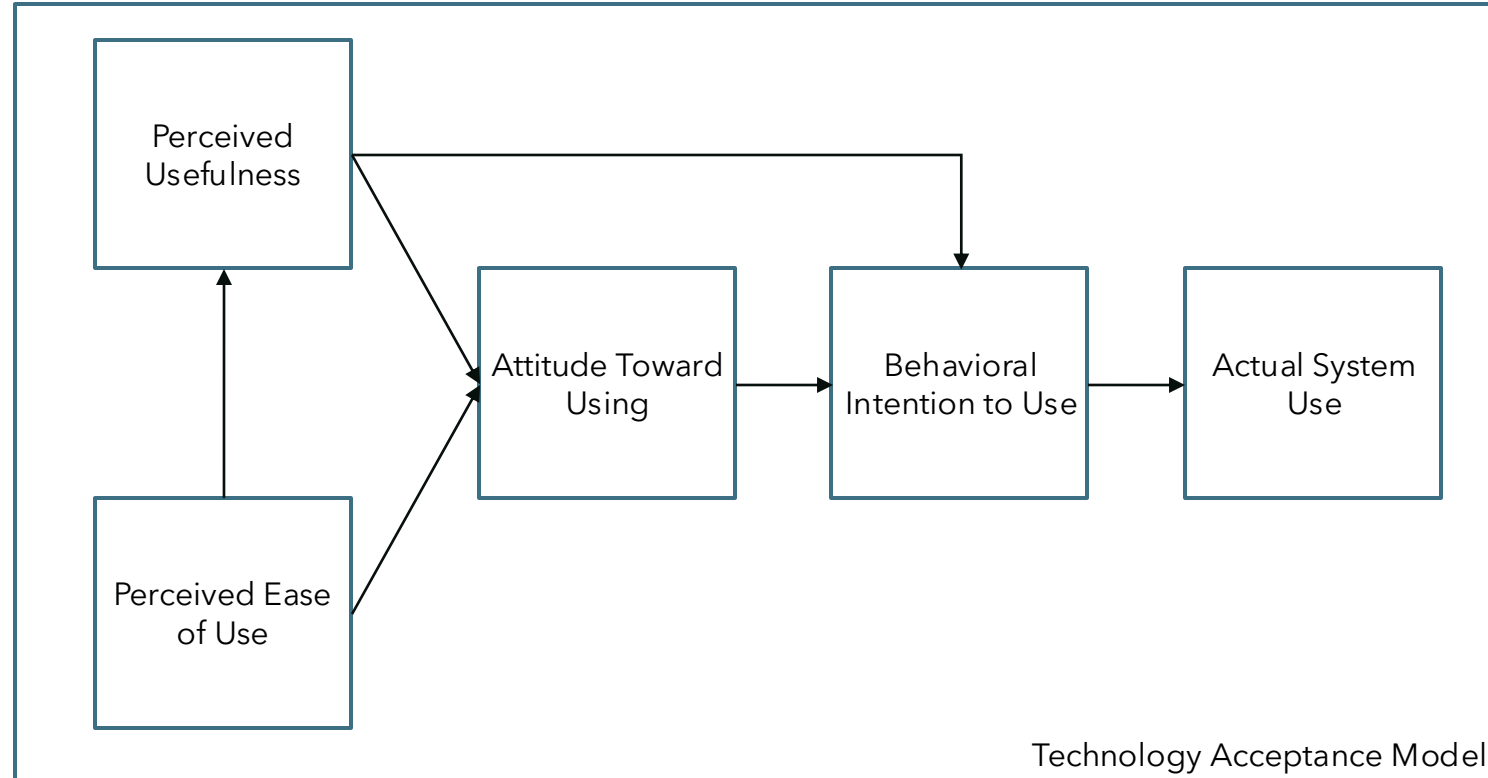 Perceived
Usefulness
Attitude Toward
Using
Behavioral
Intention to Use
Actual System
Use
Perceived Ease
of Use
Technology Acceptance Model